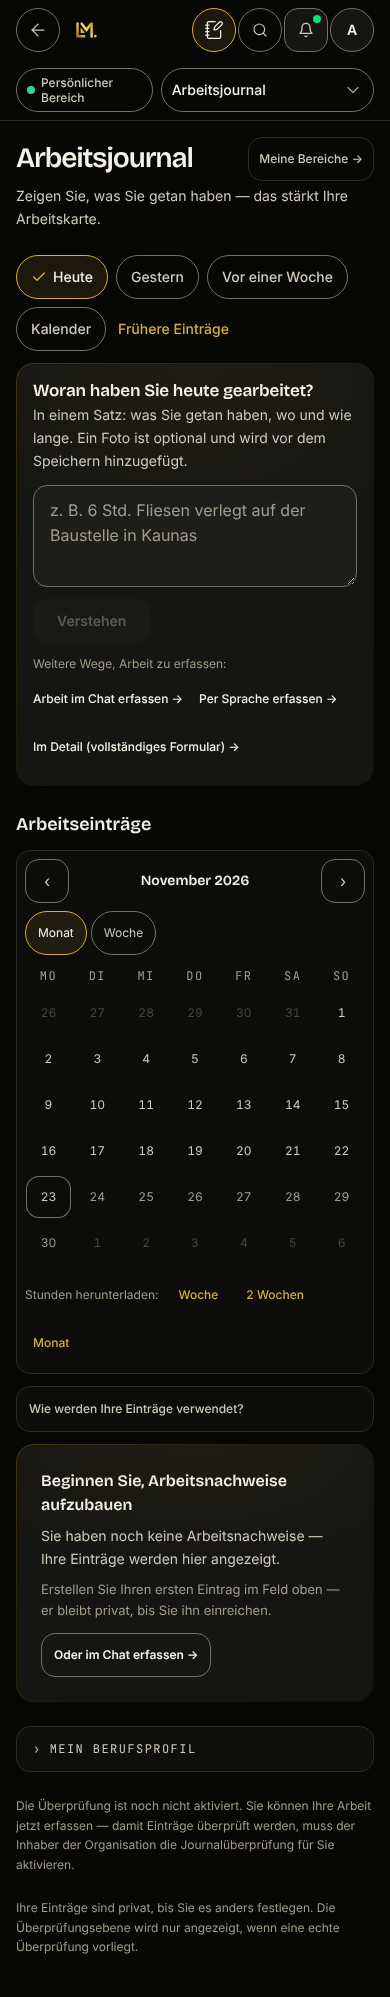 LM.
A
Persönlicher
Bereich
Arbeitsjournal
Arbeitsjournal
Meine Bereiche →
Zeigen Sie, was Sie getan haben — das stärkt Ihre
Arbeitskarte.
Heute
Gestern
Vor einer Woche
Kalender
Frühere Einträge
Woran haben Sie heute gearbeitet?
In einem Satz: was Sie getan haben, wo und wie
lange. Ein Foto ist optional und wird vor dem
Speichern hinzugefügt.
z. B. 6 Std. Fliesen verlegt auf der
Baustelle in Kaunas
Verstehen
Weitere Wege, Arbeit zu erfassen:
Arbeit im Chat erfassen →
Per Sprache erfassen →
Im Detail (vollständiges Formular) →
Arbeitseinträge
‹ November 2026 ›
Monat
Woche
MO DI MI DO FR SA SO
26 27 28 29 30 31 1
2 3 4 5 6 7 8
9 10 11 12 13 14 15
16 17 18 19 20 21 22
23 24 25 26 27 28 29
30 1 2 3 4 5 6
Stunden herunterladen: Woche 2 Wochen
Monat
Wie werden Ihre Einträge verwendet?
Beginnen Sie, Arbeitsnachweise
aufzubauen
Sie haben noch keine Arbeitsnachweise —
Ihre Einträge werden hier angezeigt.
Erstellen Sie Ihren ersten Eintrag im Feld oben —
er bleibt privat, bis Sie ihn einreichen.
Oder im Chat erfassen →
› MEIN BERUFSPROFIL
Die Überprüfung ist noch nicht aktiviert. Sie können Ihre Arbeit
jetzt erfassen — damit Einträge überprüft werden, muss der
Inhaber der Organisation die Journalüberprüfung für Sie
aktivieren.
Ihre Einträge sind privat, bis Sie es anders festlegen. Die
Überprüfungsebene wird nur angezeigt, wenn eine echte
Überprüfung vorliegt.